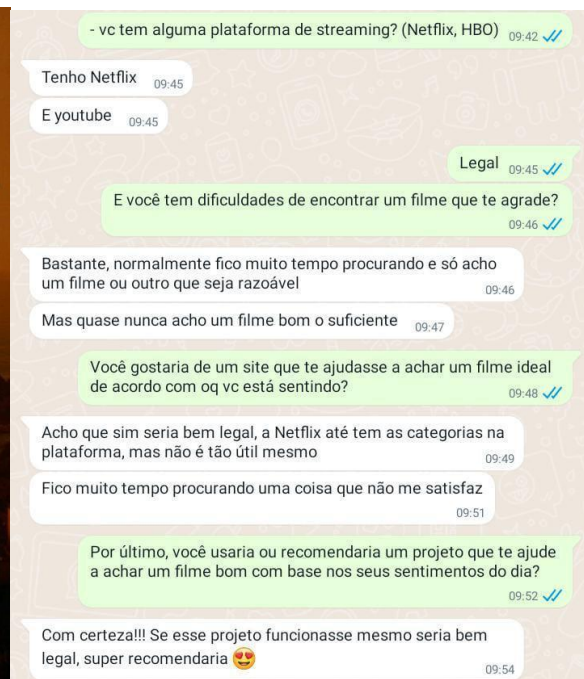 - vc tem alguma plataforma de streaming? (Netflix, HBO) 09:42
Tenho Netflix 09:45
E youtube 09:45
Legal 09:45
E você tem dificuldades de encontrar um filme que te agrade?
09:46
Bastante, normalmente fico muito tempo procurando e só acho
um filme ou outro que seja razoável 09:46
Mas quase nunca acho um filme bom o suficiente 09:47
Você gostaria de um site que te ajudasse a achar um filme ideal
de acordo com oq vc está sentindo? 09:48
Acho que sim seria bem legal, a Netflix até tem as categorias na
plataforma, mas não é tão útil mesmo 09:49
Fico muito tempo procurando uma coisa que não me satisfaz
09:51
Por último, você usaria ou recomendaria um projeto que te ajude
a achar um filme bom com base nos seus sentimentos do dia?
09:52
Com certeza!!! Se esse projeto funcionasse mesmo seria bem
legal, super recomendaria 😍 09:54